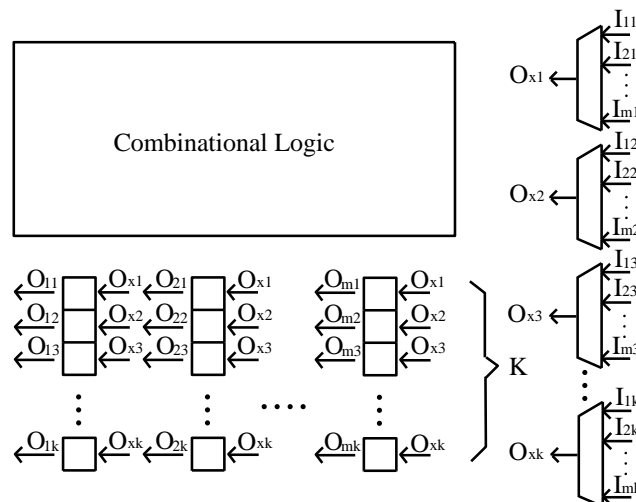 Combinational Logic
O11 Ox1 O21 Ox1 Om1 Ox1
O12 Ox2 O22 Ox2 Om2 Ox2
O13 Ox3 O23 Ox3 Om3 Ox3
O1k Oxk O2k Oxk Omk Oxk
K
I11
I21
Ox1
Im1
I12
I22
Ox2
Im2
I13
I23
Ox3
Im3
I1k
I2k
Oxk